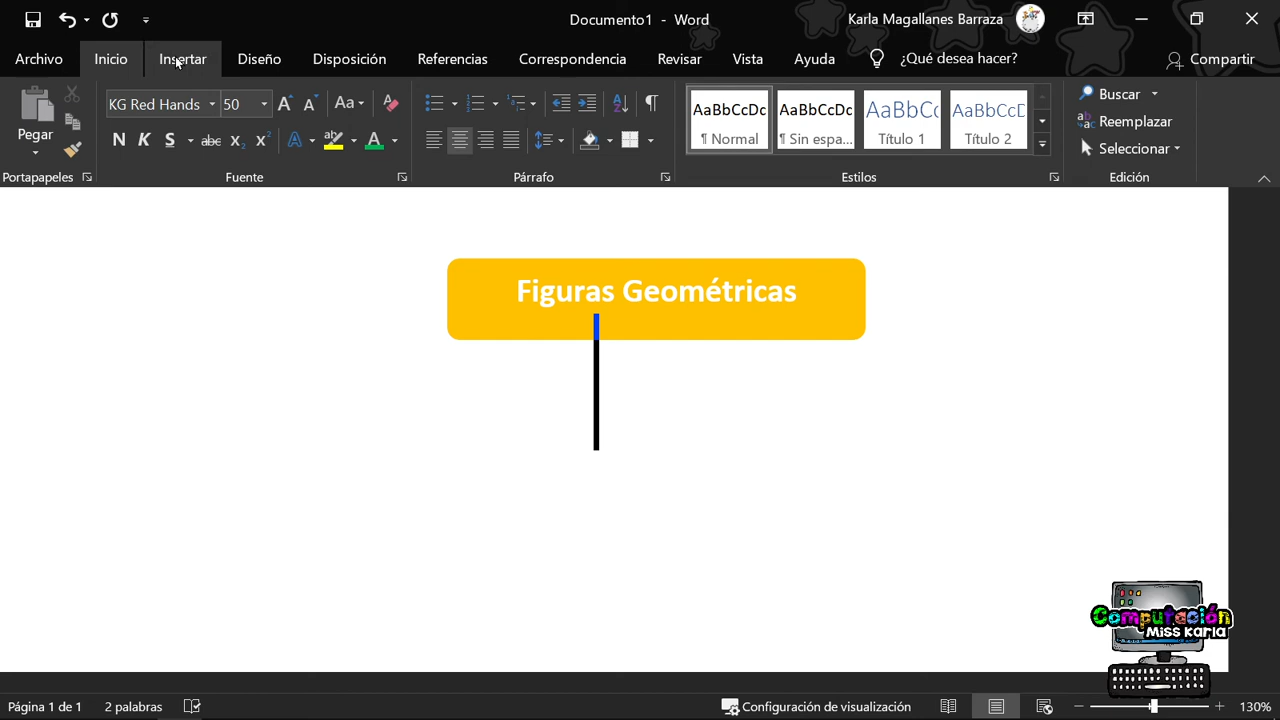 Documento1 - Word
Karla Magallanes Barraza
Archivo
Inicio
Insertar
Diseño
Disposición
Referencias
Correspondencia
Revisar
Vista
Ayuda
¿Qué desea hacer?
Compartir
Pegar
KG Red Hands
50
Aa
N
K
S
abc
X₂
X²
A
A
AaBbCcDc
AaBbCcDc
AaBbCc
AaBbCcD
¶ Normal
¶ Sin espa...
Título 1
Título 2
Buscar
Reemplazar
Seleccionar
Portapapeles
Fuente
Párrafo
Estilos
Edición
Figuras Geométricas
Computación
Miss Karla
Página 1 de 1
2 palabras
Configuración de visualización
130%